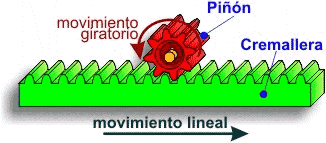 Piñón
movimiento
giratorio
Cremallera
movimiento lineal